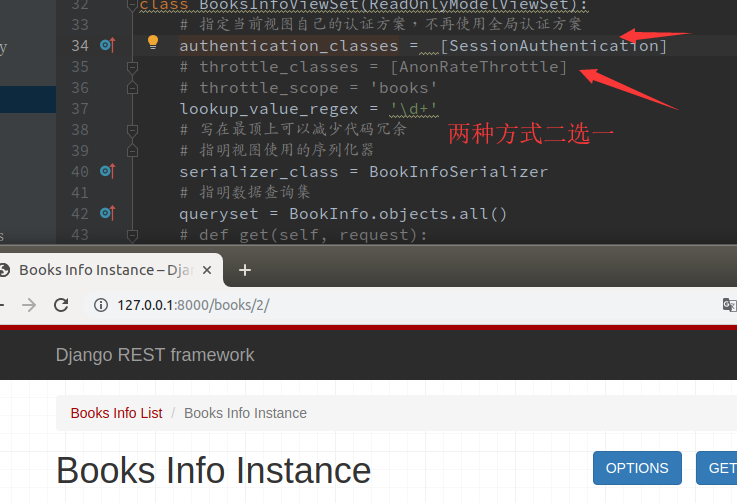 32 class BooksInfoViewSet(ReadOnlyModelViewSet):
33 # 指定当前视图自己的认证方案，不再使用全局认证方案
34 authentication_classes = [SessionAuthentication]
35 # throttle_classes = [AnonRateThrottle]
36 # throttle_scope = 'books'
37 lookup_value_regex = '\d+'
两种方式二选一
38 # 写在最顶上可以减少代码冗余
39 # 指明视图使用的序列化器
40 serializer_class = BookInfoSerializer
41 # 指明数据查询集
42 queryset = BookInfo.objects.all()
43 # def get(self, request):
Books Info Instance – Dja
127.0.0.1:8000/books/2/
Django REST framework
Books Info List / Books Info Instance
Books Info Instance
OPTIONS
GET